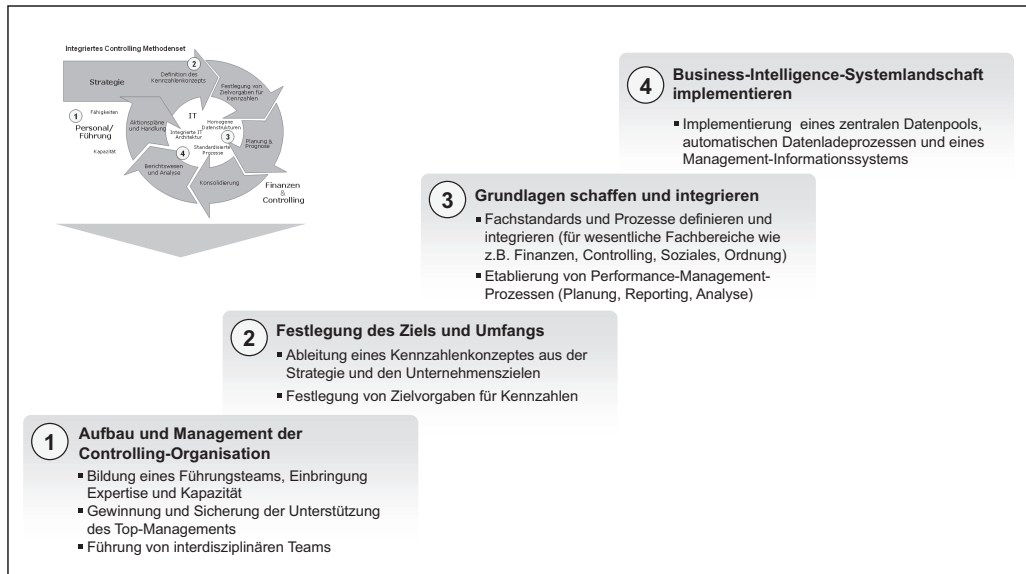 Integriertes Controlling Methodenset
2
Strategie
Definition des
Kennzahlenkonzepts
Festlegung von
Zielvorgaben für
Kennzahlen
1
Fähigkeiten
Personal/
Führung
Kapazität
Aktionspläne
und Handlung
IT
Integrierte IT
Architektur
Homogene
Datenstrukturen
3
Standardisierte
Prozesse
4
Planung &
Prognose
Berichtswesen
und Analyse
Konsolidierung
Finanzen
&
Controlling
4
Business-Intelligence-Systemlandschaft
implementieren
▪ Implementierung eines zentralen Datenpools,
automatischen Datenladeprozessen und eines
Management-Informationssystems
3
Grundlagen schaffen und integrieren
▪ Fachstandards und Prozesse definieren und
integrieren (für wesentliche Fachbereiche wie
z.B. Finanzen, Controlling, Soziales, Ordnung)
▪ Etablierung von Performance-Management-
Prozessen (Planung, Reporting, Analyse)
2
Festlegung des Ziels und Umfangs
▪ Ableitung eines Kennzahlenkonzeptes aus der
Strategie und den Unternehmenszielen
▪ Festlegung von Zielvorgaben für Kennzahlen
1
Aufbau und Management der
Controlling-Organisation
▪ Bildung eines Führungsteams, Einbringung
Expertise und Kapazität
▪ Gewinnung und Sicherung der Unterstützung
des Top-Managements
▪ Führung von interdisziplinären Teams